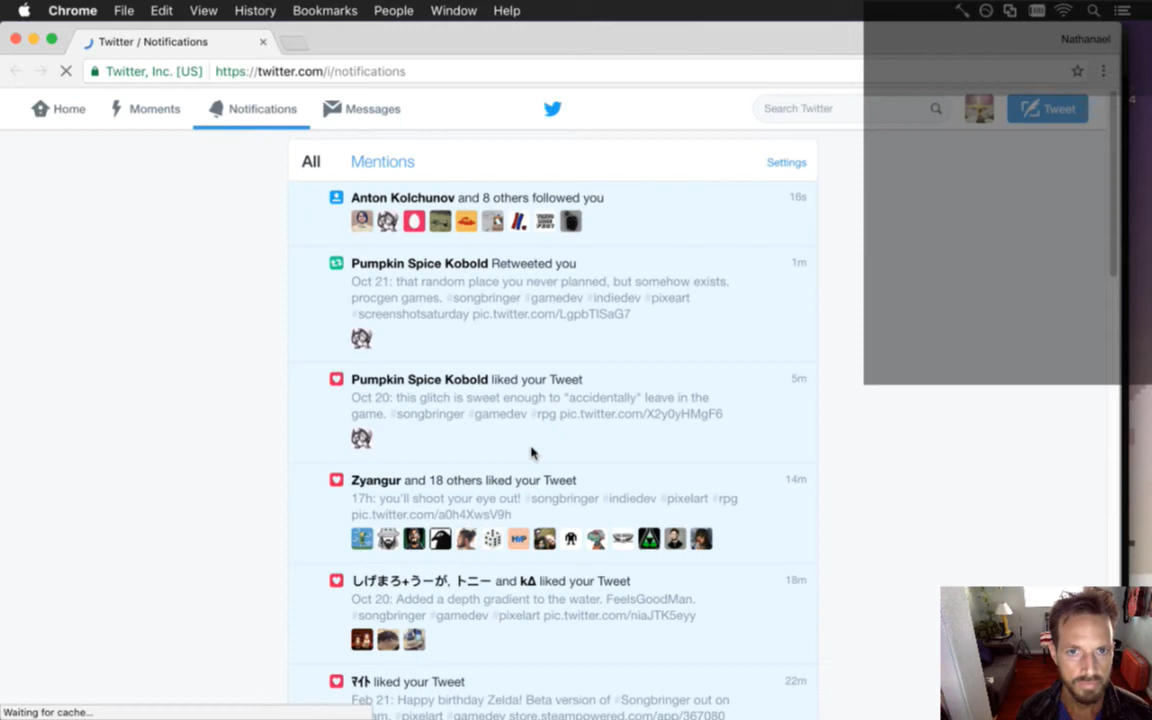 Chrome File Edit View History Bookmarks People Window Help
Twitter / Notifications
Nathanael
Twitter, Inc. [US] https://twitter.com/i/notifications
Home Moments Notifications Messages Search Twitter Tweet
4
All Mentions Settings
Anton Kolchunov and 8 others followed you 16s
Pumpkin Spice Kobold Retweeted you 1m
Oct 21: that random place you never planned, but somehow exists.
procgen games. #songbringer #gamedev #indiedev #pixeart
#screenshotsaturday pic.twitter.com/LgpbTlSaG7
Pumpkin Spice Kobold liked your Tweet 5m
Oct 20: this glitch is sweet enough to "accidentally" leave in the
game. #songbringer #gamedev #rpg pic.twitter.com/X2y0yHMgF6
Zyangur and 18 others liked your Tweet 14m
17h: you'll shoot your eye out! #songbringer #indiedev #pixelart #rpg
pic.twitter.com/a0h4XwsV9h
MVP
しげまろ+うーが, トニー and kΔ liked your Tweet 18m
Oct 20: Added a depth gradient to the water. FeelsGoodMan.
#songbringer #gamedev #pixelart pic.twitter.com/niaJTK5eyy
ﾏイト liked your Tweet 22m
Feb 21: Happy birthday Zelda! Beta version of #Songbringer out on
am. #pixelart #gamedev store.steampowered.com/app/367080
Waiting for cache...